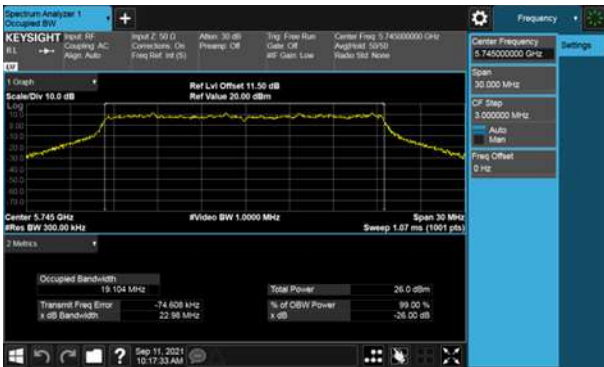 Spectrum Analyzer 1
Occupied BW
Frequency
KEYSIGHT
RL
Input: RF
Coupling: AC
Align: Auto
Input Z: 50 Ω
Corrections: On
Freq Ref: Int (S)
Atten: 30 dB
Preamp: Off
Trig: Free Run
Gate: Off
#IF Gain: Low
Center Freq: 5.745000000 GHz
Avg|Hold: 50/50
Radio Std: None
Center Frequency
5.745000000 GHz
Settings
Span
30.000 MHz
CF Step
3.000000 MHz
Auto
Man
Freq Offset
0 Hz
1 Graph
Scale/Div 10.0 dB
Ref Lvl Offset 11.50 dB
Ref Value 20.00 dBm
Log
10.0
0.00
-70.0
Center 5.745 GHz
#Res BW 300.00 kHz
#Video BW 1.0000 MHz
Span 30 MHz
Sweep 1.07 ms (1001 pts)
2 Metrics
Occupied Bandwidth
19.104 MHz
Transmit Freq Error
-74.608 kHz
x dB Bandwidth
22.98 MHz
Total Power
26.0 dBm
% of OBW Power
99.00 %
x dB
-26.00 dB
Sep 11, 2021
10:17:33 AM